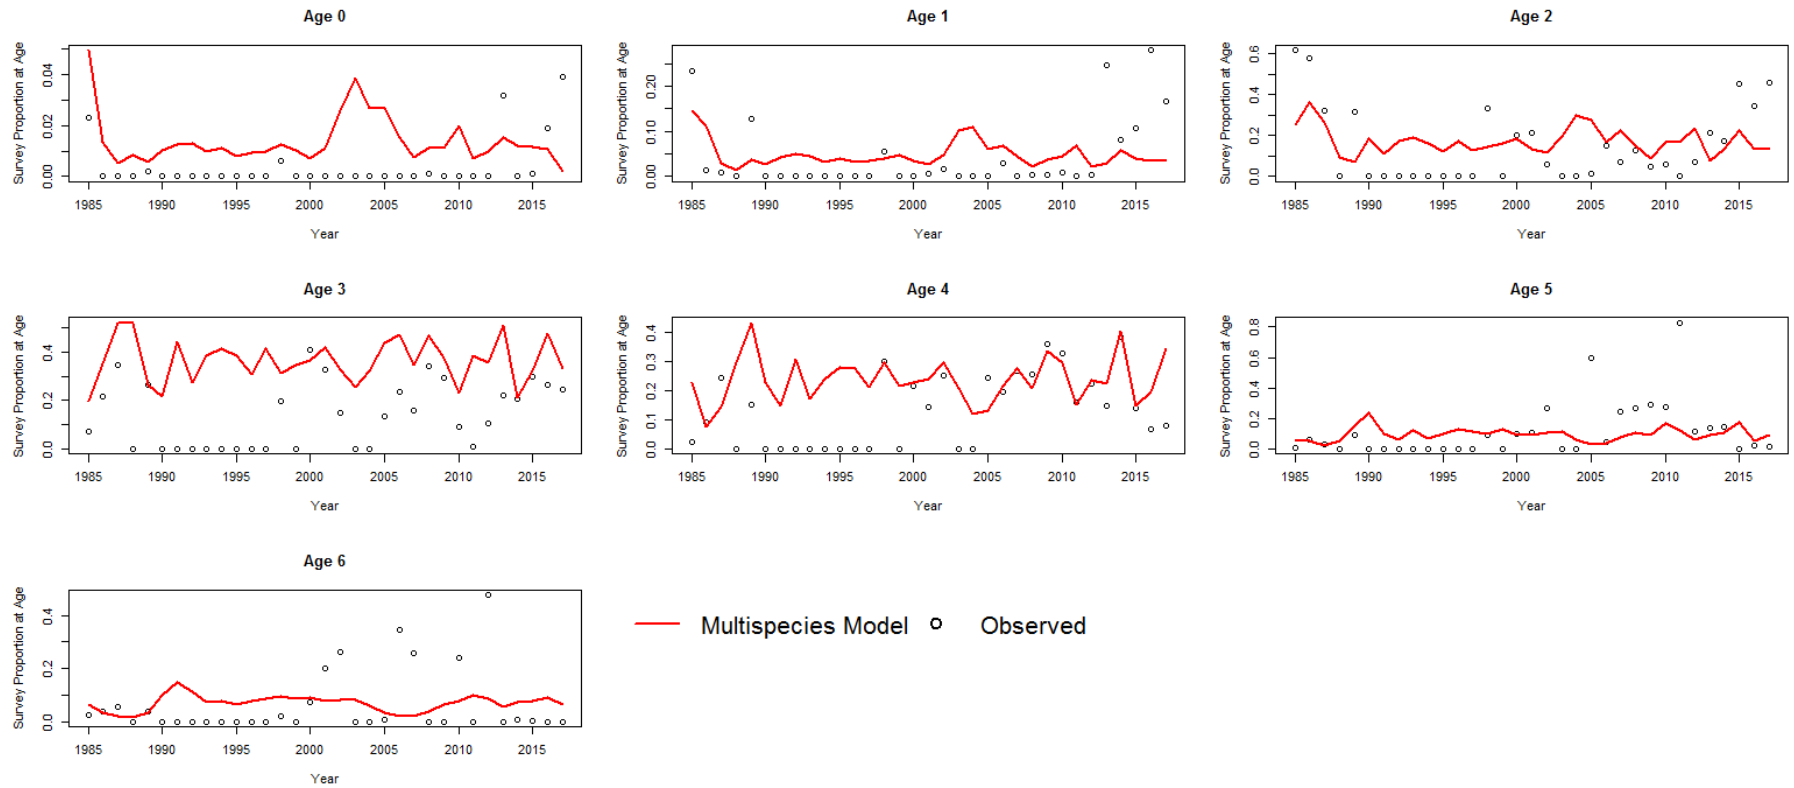 Age 0
Survey Proportion at Age
0.00 0.02 0.04
1985 1990 1995 2000 2005 2010 2015
Year
Age 1
Survey Proportion at Age
0.00 0.10 0.20
1985 1990 1995 2000 2005 2010 2015
Year
Age 2
Survey Proportion at Age
0.0 0.2 0.4 0.6
1985 1990 1995 2000 2005 2010 2015
Year
Age 3
Survey Proportion at Age
0.0 0.2 0.4
1985 1990 1995 2000 2005 2010 2015
Year
Age 4
Survey Proportion at Age
0.0 0.1 0.2 0.3 0.4
1985 1990 1995 2000 2005 2010 2015
Year
Age 5
Survey Proportion at Age
0.0 0.2 0.4 0.6 0.8
1985 1990 1995 2000 2005 2010 2015
Year
Age 6
Survey Proportion at Age
0.0 0.2 0.4
1985 1990 1995 2000 2005 2010 2015
Year
Multispecies Model Observed